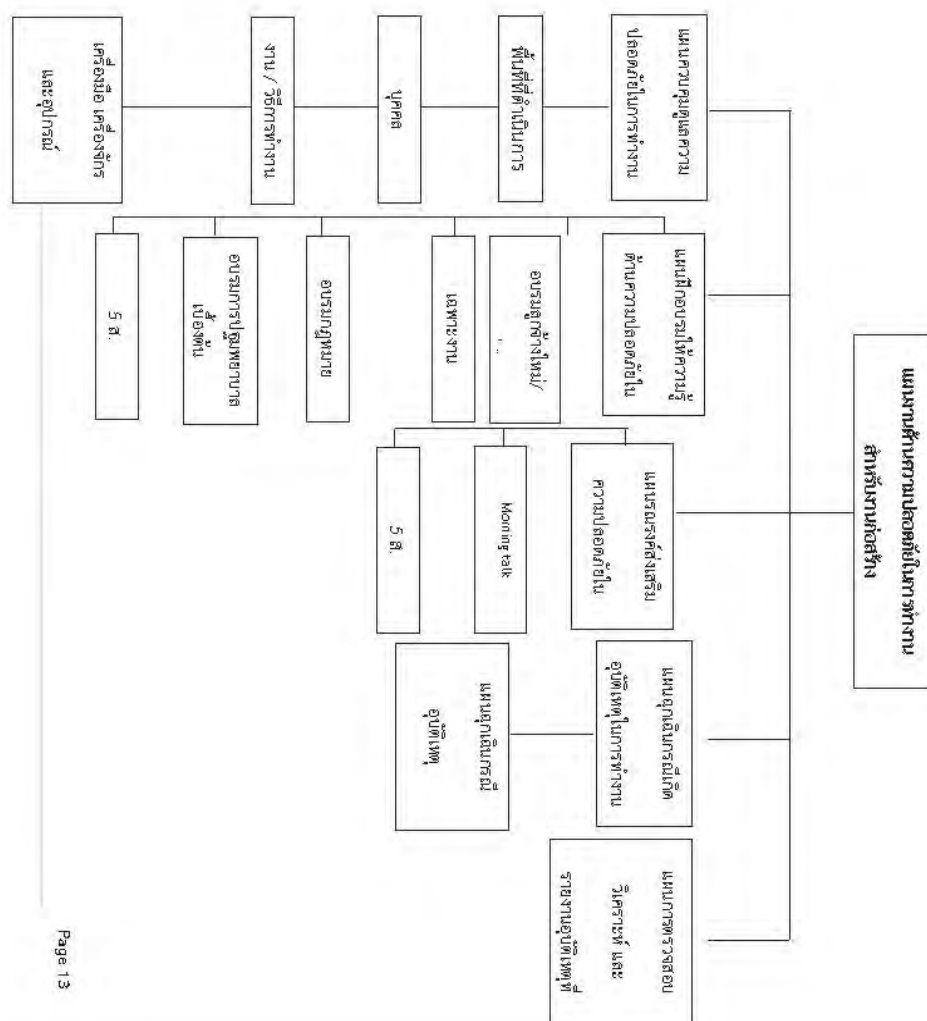 แผนงานด้านความปลอดภัยในการทำงาน
สำหรับงานก่อสร้าง
แผนควบคุมดูแลความ
ปลอดภัยในการทำงาน
พื้นที่ที่ดำเนินการ
บุคคล
งาน / วิธีการทำงาน
เครื่องมือ เครื่องจักร
และอุปกรณ์
แผนฝึกอบรมให้ความรู้
ด้านความปลอดภัยใน
อบรมลูกจ้างใหม่/
เฉพาะงาน
อบรมกฎหมาย
อบรมการปฐมพยาบาล
เบื้องต้น
5 ส.
แผนรณรงค์ส่งเสริม
ความปลอดภัยใน
Morning talk
5 ส.
แผนฉุกเฉินกรณีเกิด
อุบัติเหตุในการทำงาน
แผนฉุกเฉินกรณี
อุบัติเหตุ
แผนการตรวจสอบ
วิเคราะห์ และ
รายงานอุบัติเหตุที่
Page 13